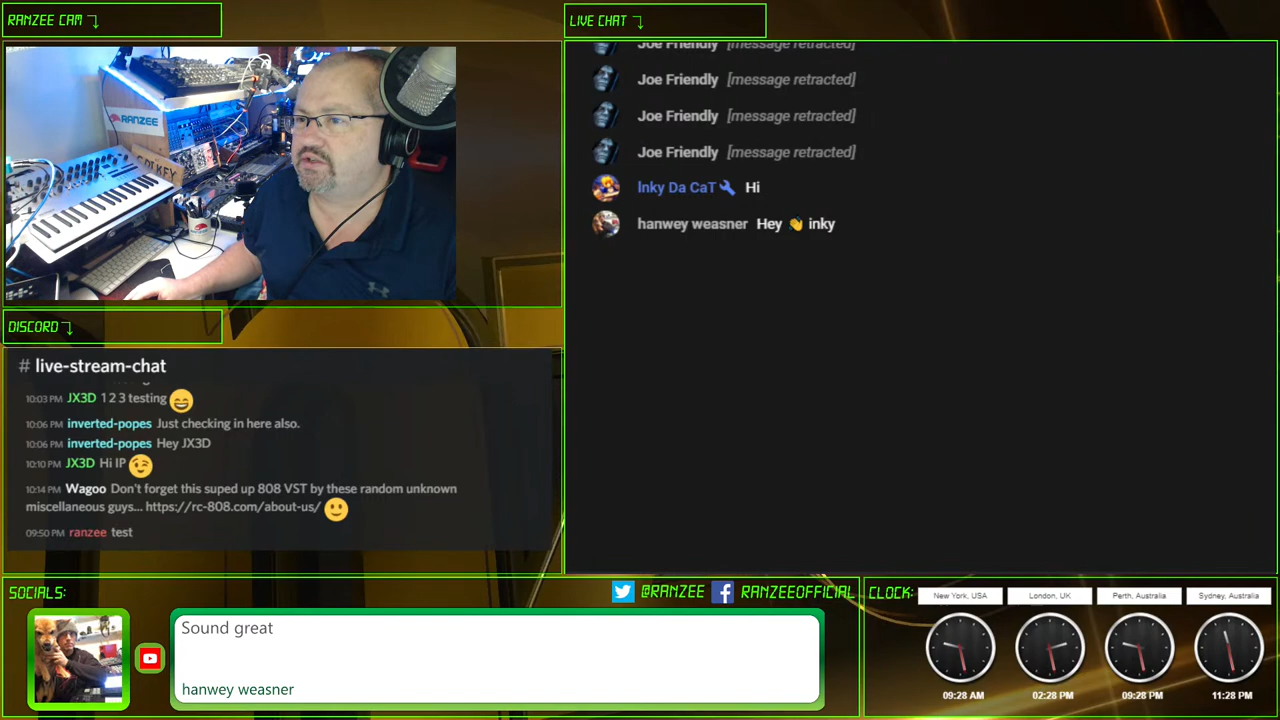 RANZEE CAM
LIVE CHAT
Joe Friendly [message retracted]
Joe Friendly [message retracted]
Joe Friendly [message retracted]
Joe Friendly [message retracted]
Inky Da CaT Hi
hanwey weasner Hey 👋 inky
RANZEE
DISCORD
# live-stream-chat
10:03 PM JX3D 1 2 3 testing 😄
10:06 PM inverted-popes Just checking in here also.
10:06 PM inverted-popes Hey JX3D
10:10 PM JX3D Hi IP 😉
10:14 PM Wagoo Don't forget this suped up 808 VST by these random unknown
miscellaneous guys... https://rc-808.com/about-us/ 🙂
09:50 PM ranzee test
SOCIALS:
@RANZEE
RANZEEOFFICIAL
Sound great
hanwey weasner
CLOCK:
New York, USA
London, UK
Perth, Australia
Sydney, Australia
09:28 AM
02:28 PM
09:28 PM
11:28 PM